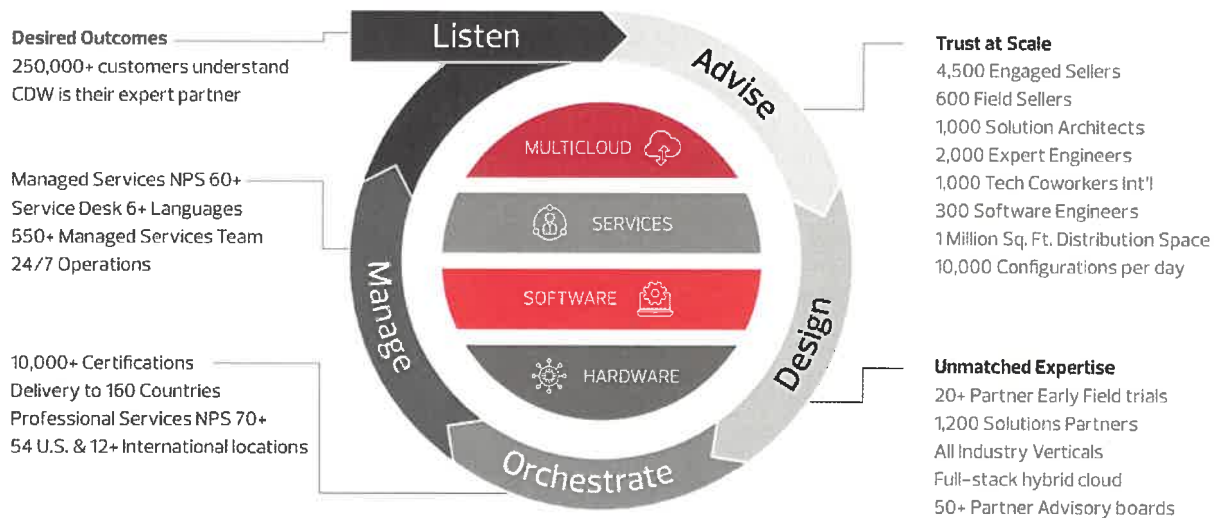 Desired Outcomes
250,000+ customers understand
CDW is their expert partner
Managed Services NPS 60+
Service Desk 6+ Languages
550+ Managed Services Team
24/7 Operations
10,000+ Certifications
Delivery to 160 Countries
Professional Services NPS 70+
54 U.S. & 12+ International locations
Listen
Advise
Design
Orchestrate
Manage
MULTICLOUD
SERVICES
SOFTWARE
HARDWARE
Trust at Scale
4,500 Engaged Sellers
600 Field Sellers
1,000 Solution Architects
2,000 Expert Engineers
1,000 Tech Coworkers Int'l
300 Software Engineers
1 Million Sq. Ft. Distribution Space
10,000 Configurations per day
Unmatched Expertise
20+ Partner Early Field trials
1,200 Solutions Partners
All Industry Verticals
Full-stack hybrid cloud
50+ Partner Advisory boards